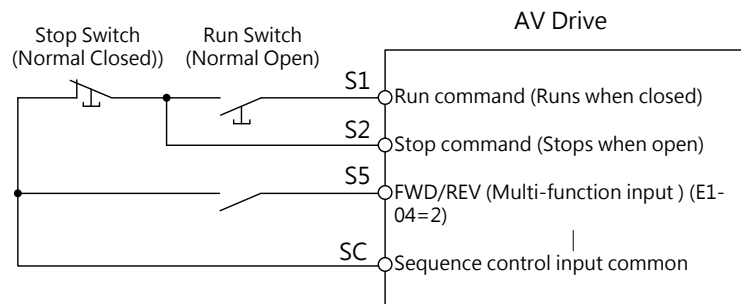 AV Drive
Stop Switch
(Normal Closed))
Run Switch
(Normal Open)
S1
Run command (Runs when closed)
S2
Stop command (Stops when open)
S5
FWD/REV (Multi-function input ) (E1-
04=2)
SC
Sequence control input common